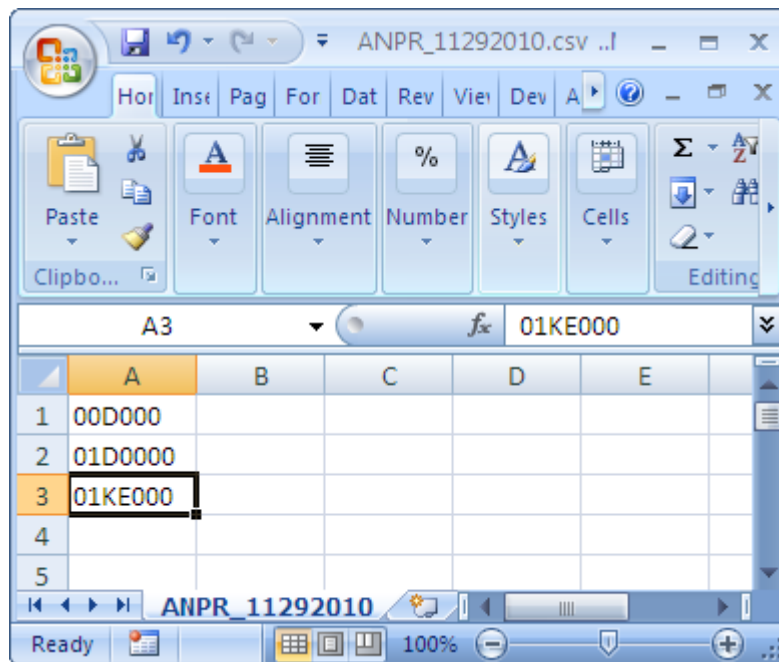 ANPR_11292010.csv ..
Hor Inse Pag For Dat Rev Viev Dev A
Paste Font Alignment Number Styles Cells Σ
% A A A Z
Clipbo... Editing
A3 fx 01KE000
A B C D E
1 00D000
2 01D0000
3 01KE000
4
5
ANPR_11292010
Ready 100%